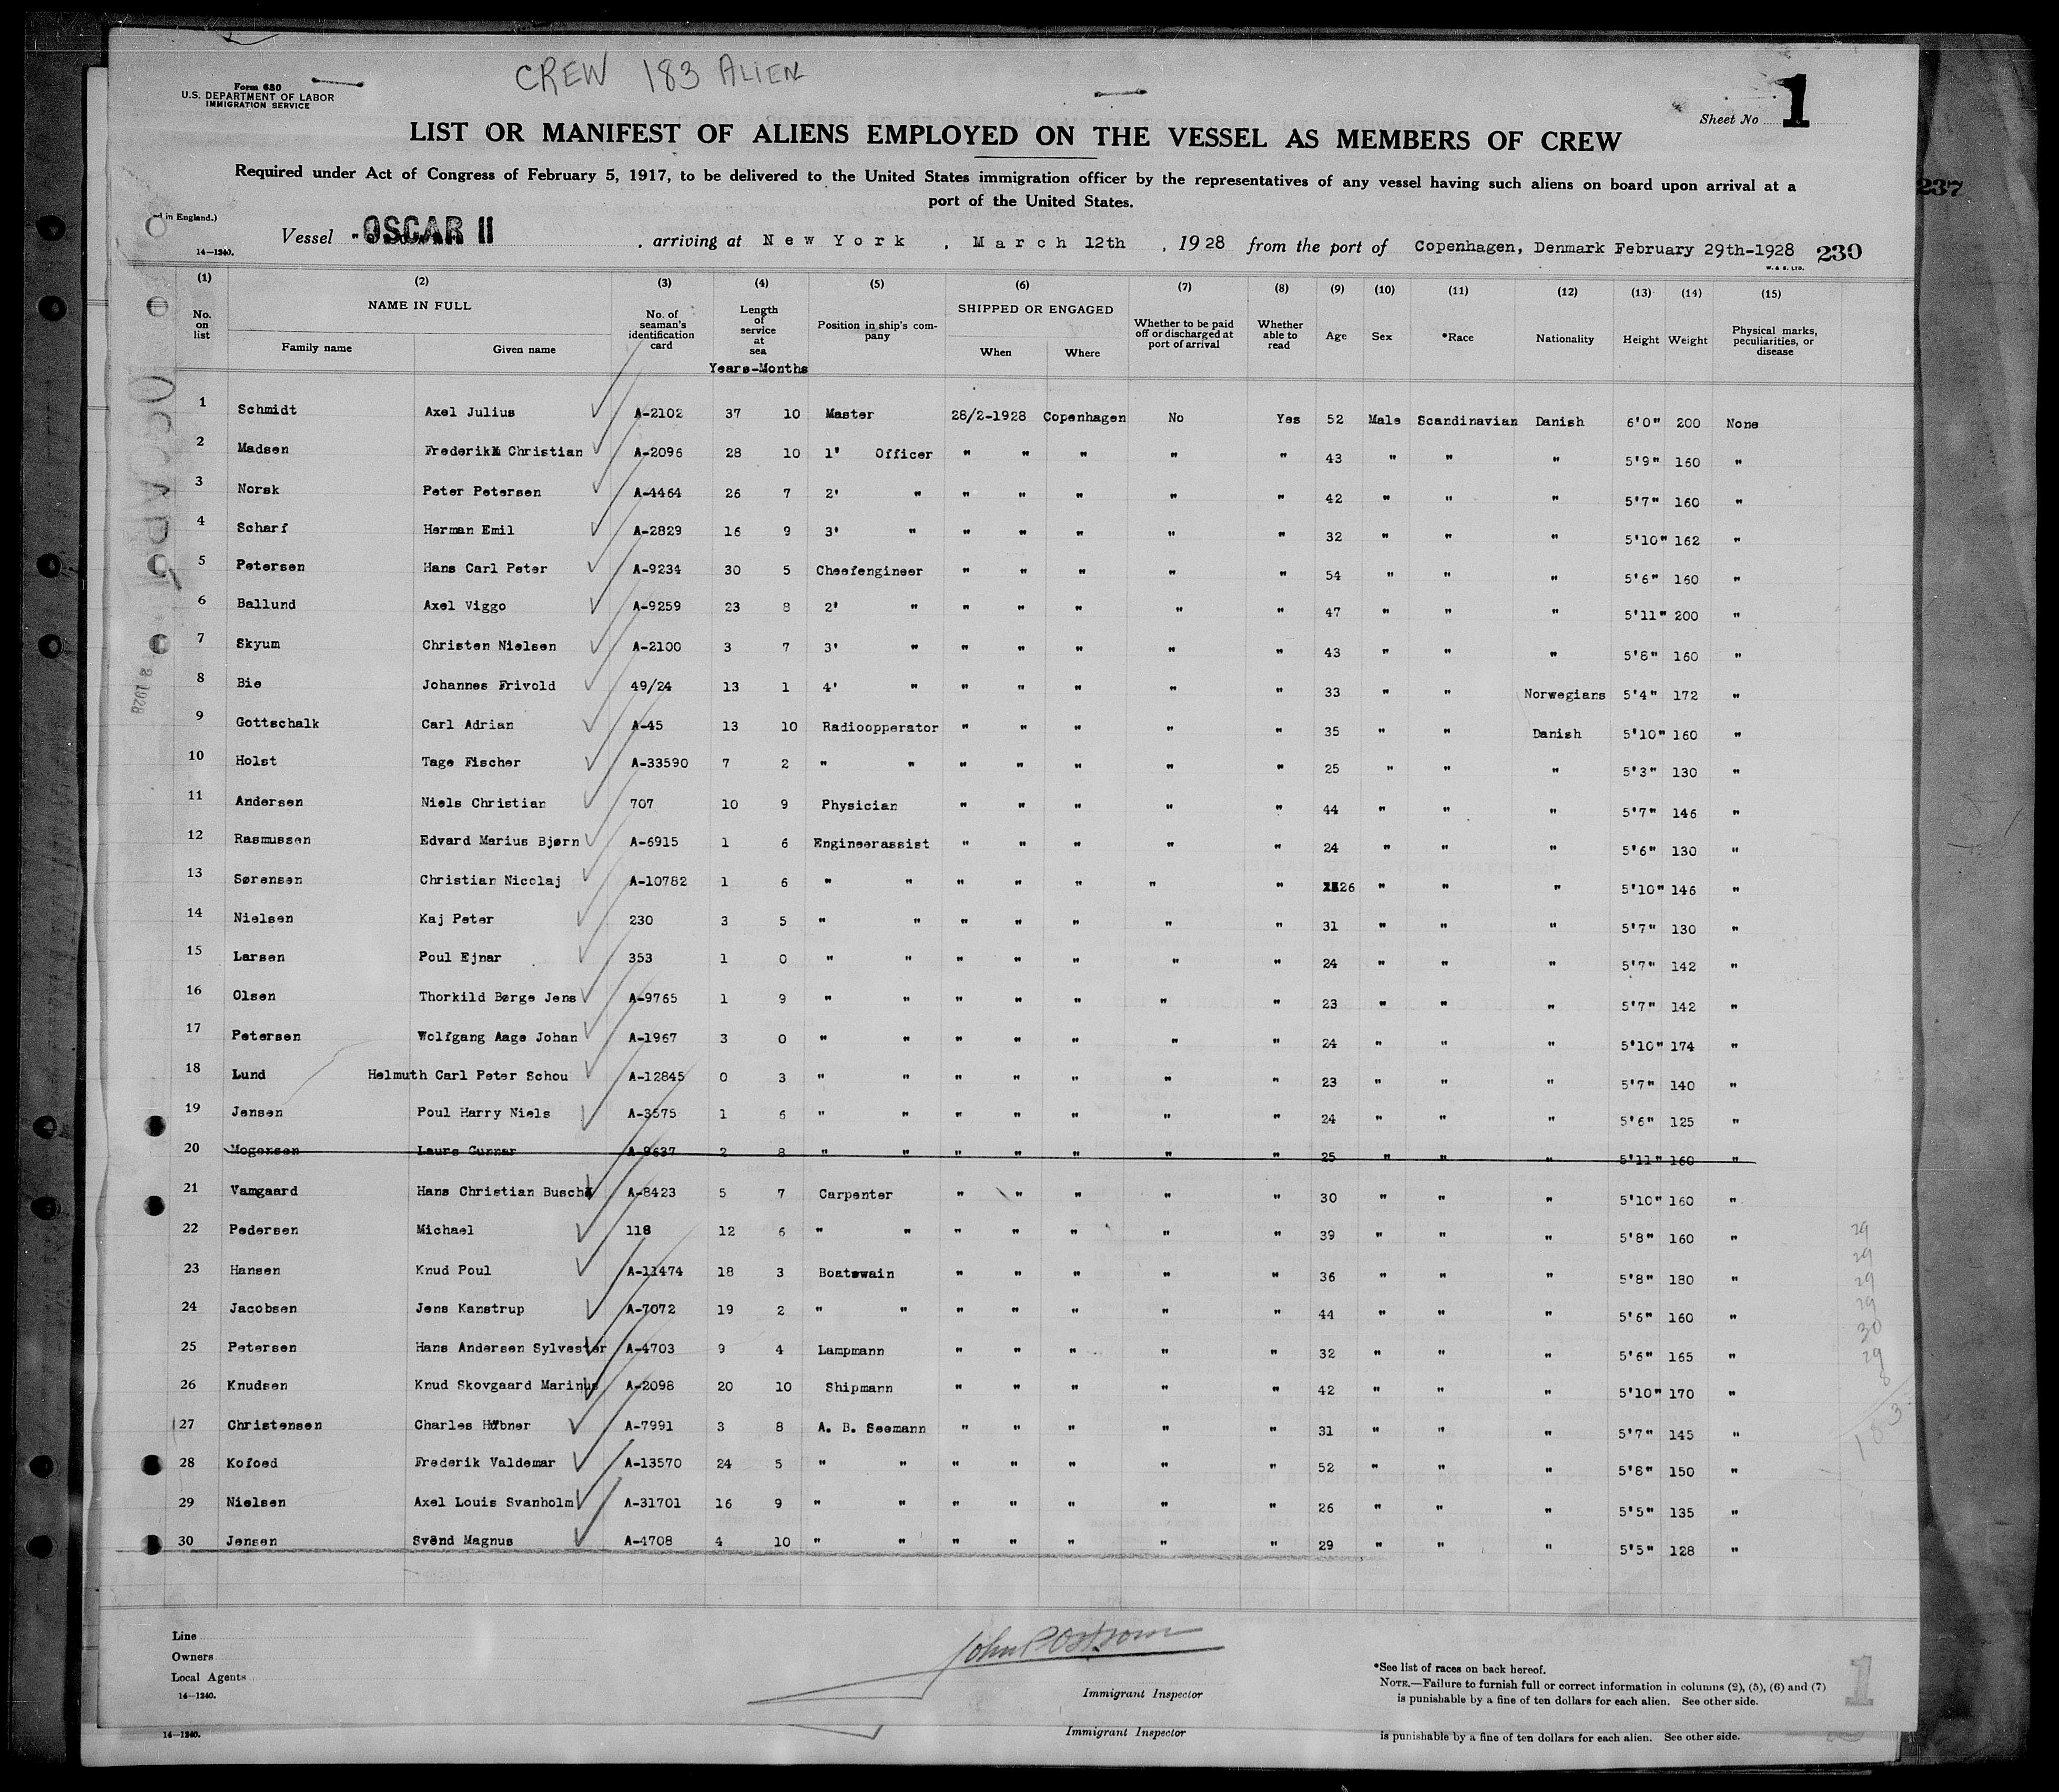 CREW 183 ALIEN
Form 680
U.S. DEPARTMENT OF LABOR
IMMIGRATION SERVICE
Sheet No 1
LIST OR MANIFEST OF ALIENS EMPLOYED ON THE VESSEL AS MEMBERS OF CREW
Required under Act of Congress of February 5, 1917, to be delivered to the United States immigration officer by the representatives of any vessel having such aliens on board upon arrival at a
port of the United States.
237
ed in England.)
Vessel "OSCAR II , arriving at New York , March 12th , 1928 from the port of Copenhagen, Denmark February 29th-1928 230
14—1240.
W. & S. LTD.
(1) (2) (3) (4) (5) (6) (7) (8) (9) (10) (11) (12) (13) (14) (15)
No. on list NAME IN FULL Family name Given name No. of seaman's identification card Length of service at sea Position in ship's company SHIPPED OR ENGAGED When Where Whether to be paid off or discharged at port of arrival Whether able to read Age Sex *Race Nationality Height Weight Physical marks, peculiarities, or disease
Years-Months
1 Schmidt Axel Julius A-2102 37 10 Master 28/2-1928 Copenhagen No Yes 52 Male Scandinavian Danish 6'0" 200 None
2 Madsen Frederik Christian A-2096 28 10 1' Officer " " " " " 43 " " " 5'9" 160 "
3 Norsk Peter Petersen A-4464 26 7 2' " " " " " " 42 " " " 5'7" 160 "
4 Scharf Herman Emil A-2829 16 9 3' " " " " " " 32 " " " 5'10" 162 "
5 Petersen Hans Carl Peter A-9234 30 5 Cheefengineer " " " " " 54 " " " 5'6" 160 "
6 Ballund Axel Viggo A-9259 23 8 2' " " " " " " 47 " " " 5'11" 200 "
7 Skyum Christen Nielsen A-2100 3 7 3' " " " " " " 43 " " " 5'8" 160 "
8 Bie Johannes Frivold 49/24 13 1 4' " " " " " " 33 " " Norwegians 5'4" 172 "
9 Gottschalk Carl Adrian A-45 13 10 Radioopperator " " " " " 35 " " Danish 5'10" 160 "
10 Holst Tage Fischer A-33590 7 2 " " " " " " " 25 " " " 5'3" 130 "
11 Andersen Niels Christian 707 10 9 Physician " " " " " 44 " " " 5'7" 146 "
12 Rasmussen Edvard Marius Bjørn A-6915 1 6 Engineerassist " " " " " 24 " " " 5'6" 130 "
13 Sørensen Christian Nicolaj A-10782 1 6 " " " " " " " 26 " " " 5'10" 146 "
14 Nielsen Kaj Peter 230 3 5 " " " " " " " 31 " " " 5'7" 130 "
15 Larsen Poul Ejnar 353 1 0 " " " " " " " 24 " " " 5'7" 142 "
16 Olsen Thorkild Børge Jens A-9765 1 9 " " " " " " " 23 " " " 5'7" 142 "
17 Petersen Wolfgang Aage Johan A-1967 3 0 " " " " " " " 24 " " " 5'10" 174 "
18 Lund Helmuth Carl Peter Schou A-12845 0 3 " " " " " " " 23 " " " 5'7" 140 "
19 Jensen Poul Harry Niels A-3575 1 6 " " " " " " " 24 " " " 5'6" 125 "
20 Mogensen Laurs Gunnar A-9637 2 8 " " " " " " " 25 " " " 5'11" 160 "
21 Vamgaard Hans Christian Busch A-8423 5 7 Carpenter " " " " " 30 " " " 5'10" 160 "
22 Pedersen Michael 118 12 6 " " " " " " " 39 " " " 5'8" 160 "
23 Hansen Knud Poul A-11474 18 3 Boatswain " " " " " 36 " " " 5'8" 180 "
24 Jacobsen Jens Kanstrup A-7072 19 2 " " " " " " " 44 " " " 5'6" 160 "
25 Petersen Hans Andersen Sylvester A-4703 9 4 Lampmann " " " " " 32 " " " 5'6" 165 "
26 Knudsen Knud Skovgaard Marinus A-2098 20 10 Shipmann " " " " " 42 " " " 5'10" 170 "
27 Christensen Charles Hübner A-7991 3 8 A. B. Seemann " " " " " 31 " " " 5'7" 145 "
28 Kofoed Frederik Valdemar A-13570 24 5 " " " " " " " 52 " " " 5'8" 150 "
29 Nielsen Axel Louis Svanholm A-31701 16 9 " " " " " " " 26 " " " 5'5" 135 "
30 Jensen Svend Magnus A-4708 4 10 " " " " " " " 29 " " " 5'5" 128 "
29
29
29
29
30
29
8
183
Line
Owners
Local Agents
14—1240.
Immigrant Inspector
*See list of races on back hereof.
NOTE.—Failure to furnish full or correct information in columns (2), (5), (6) and (7)
is punishable by a fine of ten dollars for each alien. See other side.
1
14—1240.
Immigrant Inspector
is punishable by a fine of ten dollars for each alien. See other side.